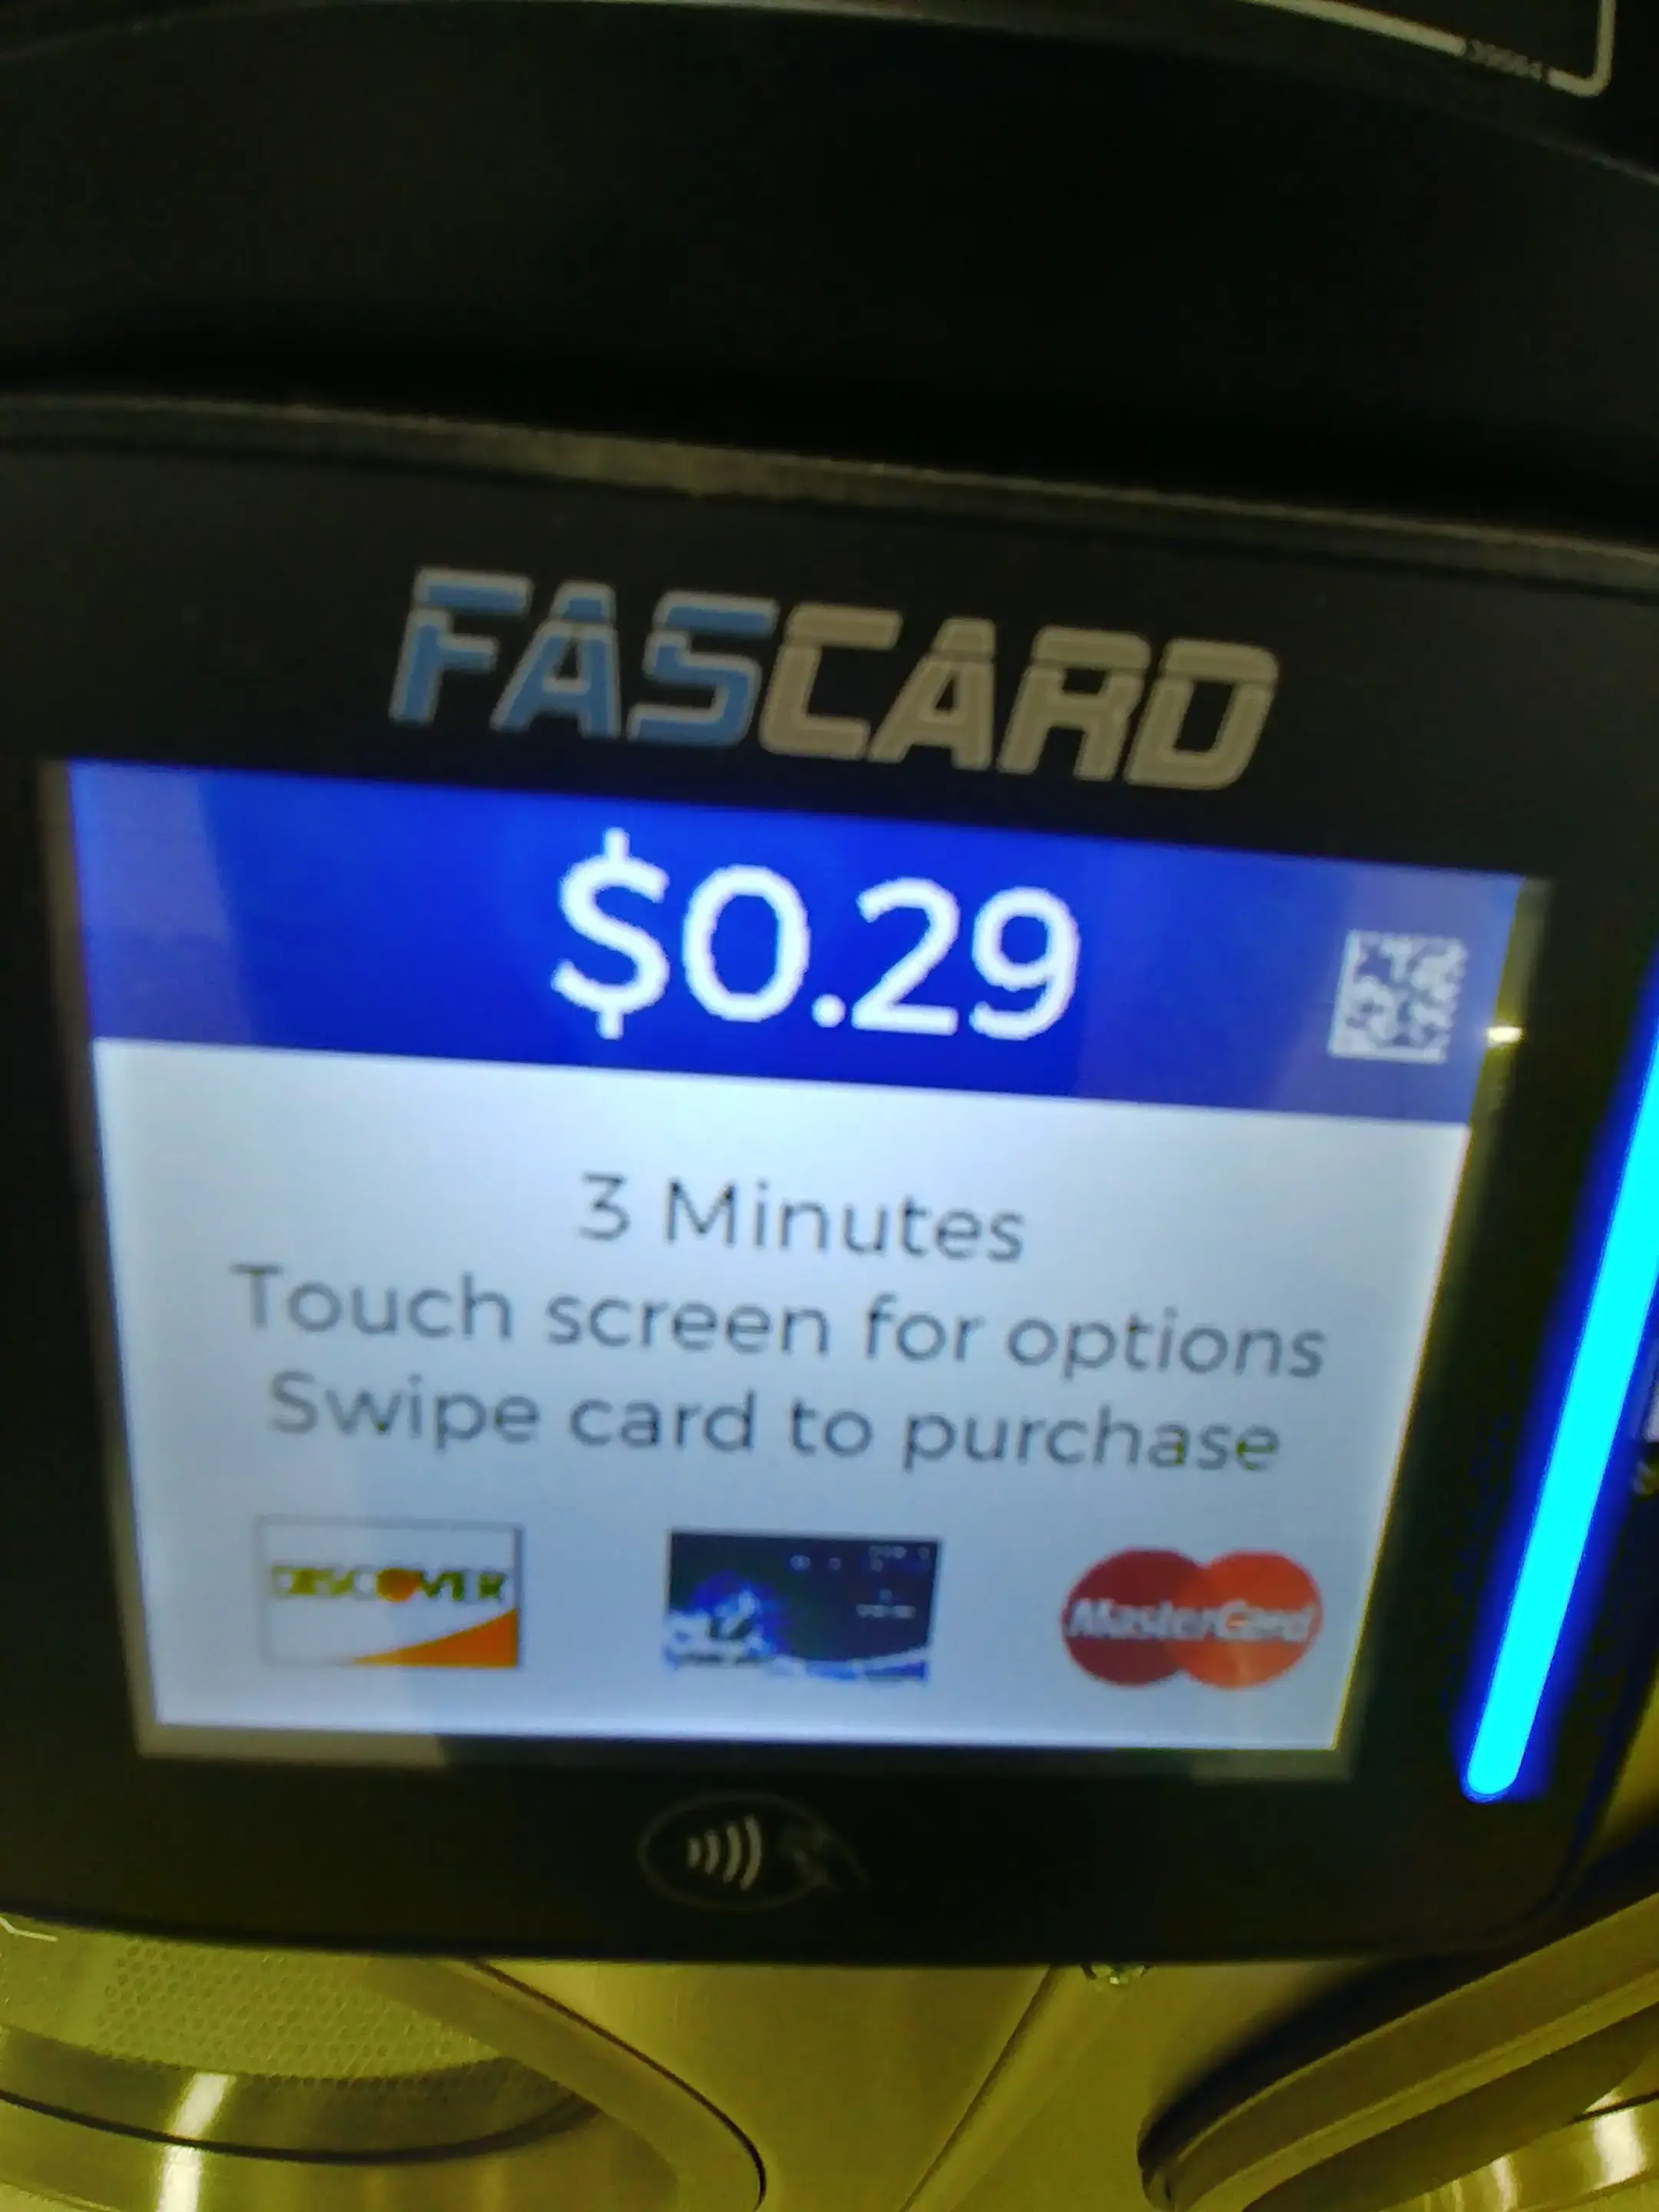 FASCARD
$0.29
3 Minutes
Touch screen for options
Swipe card to purchase
DISCOVER
MasterCard